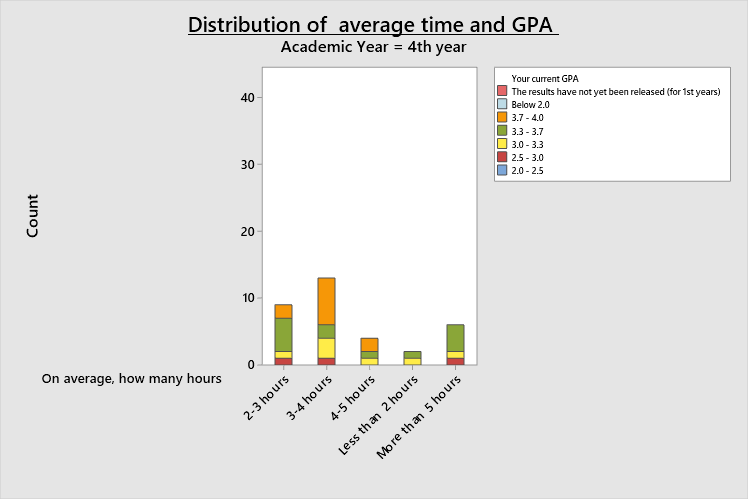 Distribution of average time and GPA
Academic Year = 4th year
Your current GPA
The results have not yet been released (for 1st years)
Below 2.0
3.7 - 4.0
3.3 - 3.7
3.0 - 3.3
2.5 - 3.0
2.0 - 2.5
Count
40
30
20
10
0
On average, how many hours
2-3 hours
3-4 hours
4-5 hours
Less than 2 hours
More than 5 hours